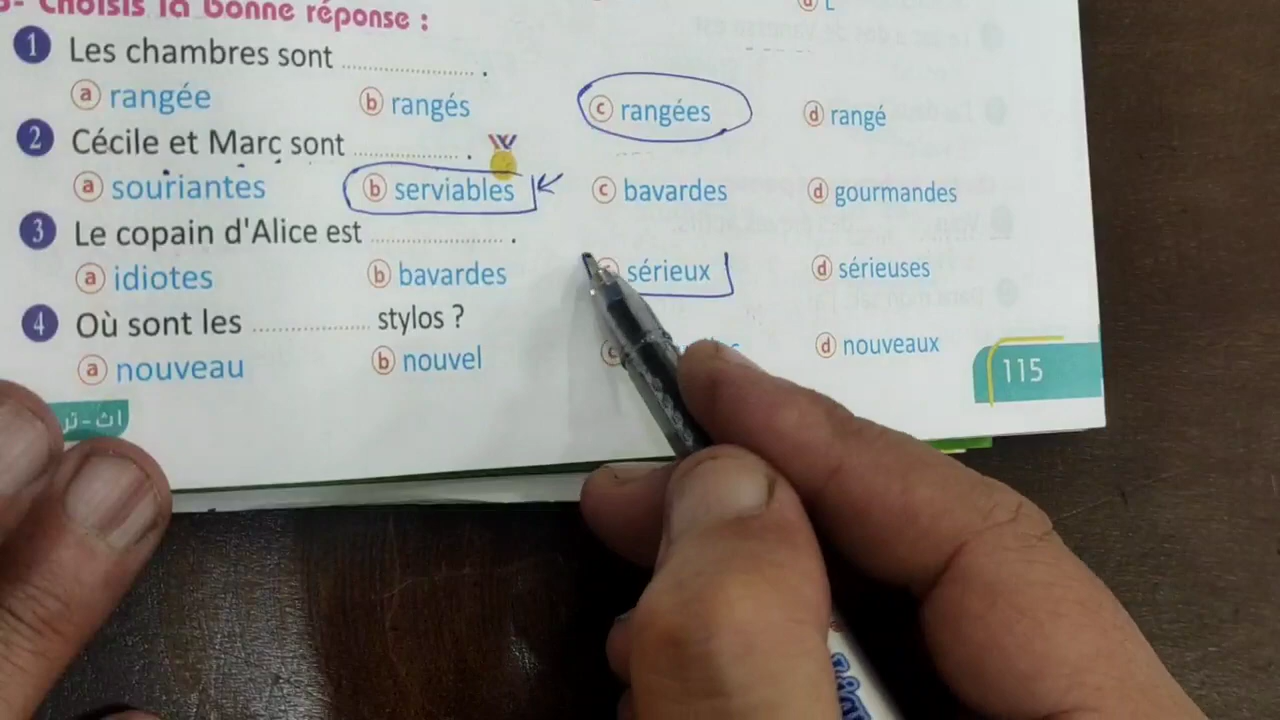 3- Choisis la bonne réponse :
1 Les chambres sont .................... .
a rangée b rangés c rangées d rangé
2 Cécile et Marc sont .................... .
a souriantes b serviables c bavardes d gourmandes
3 Le copain d'Alice est .................... .
a idiotes b bavardes c sérieux d sérieuses
4 Où sont les .................... stylos ?
a nouveau b nouvel c d nouveaux
115